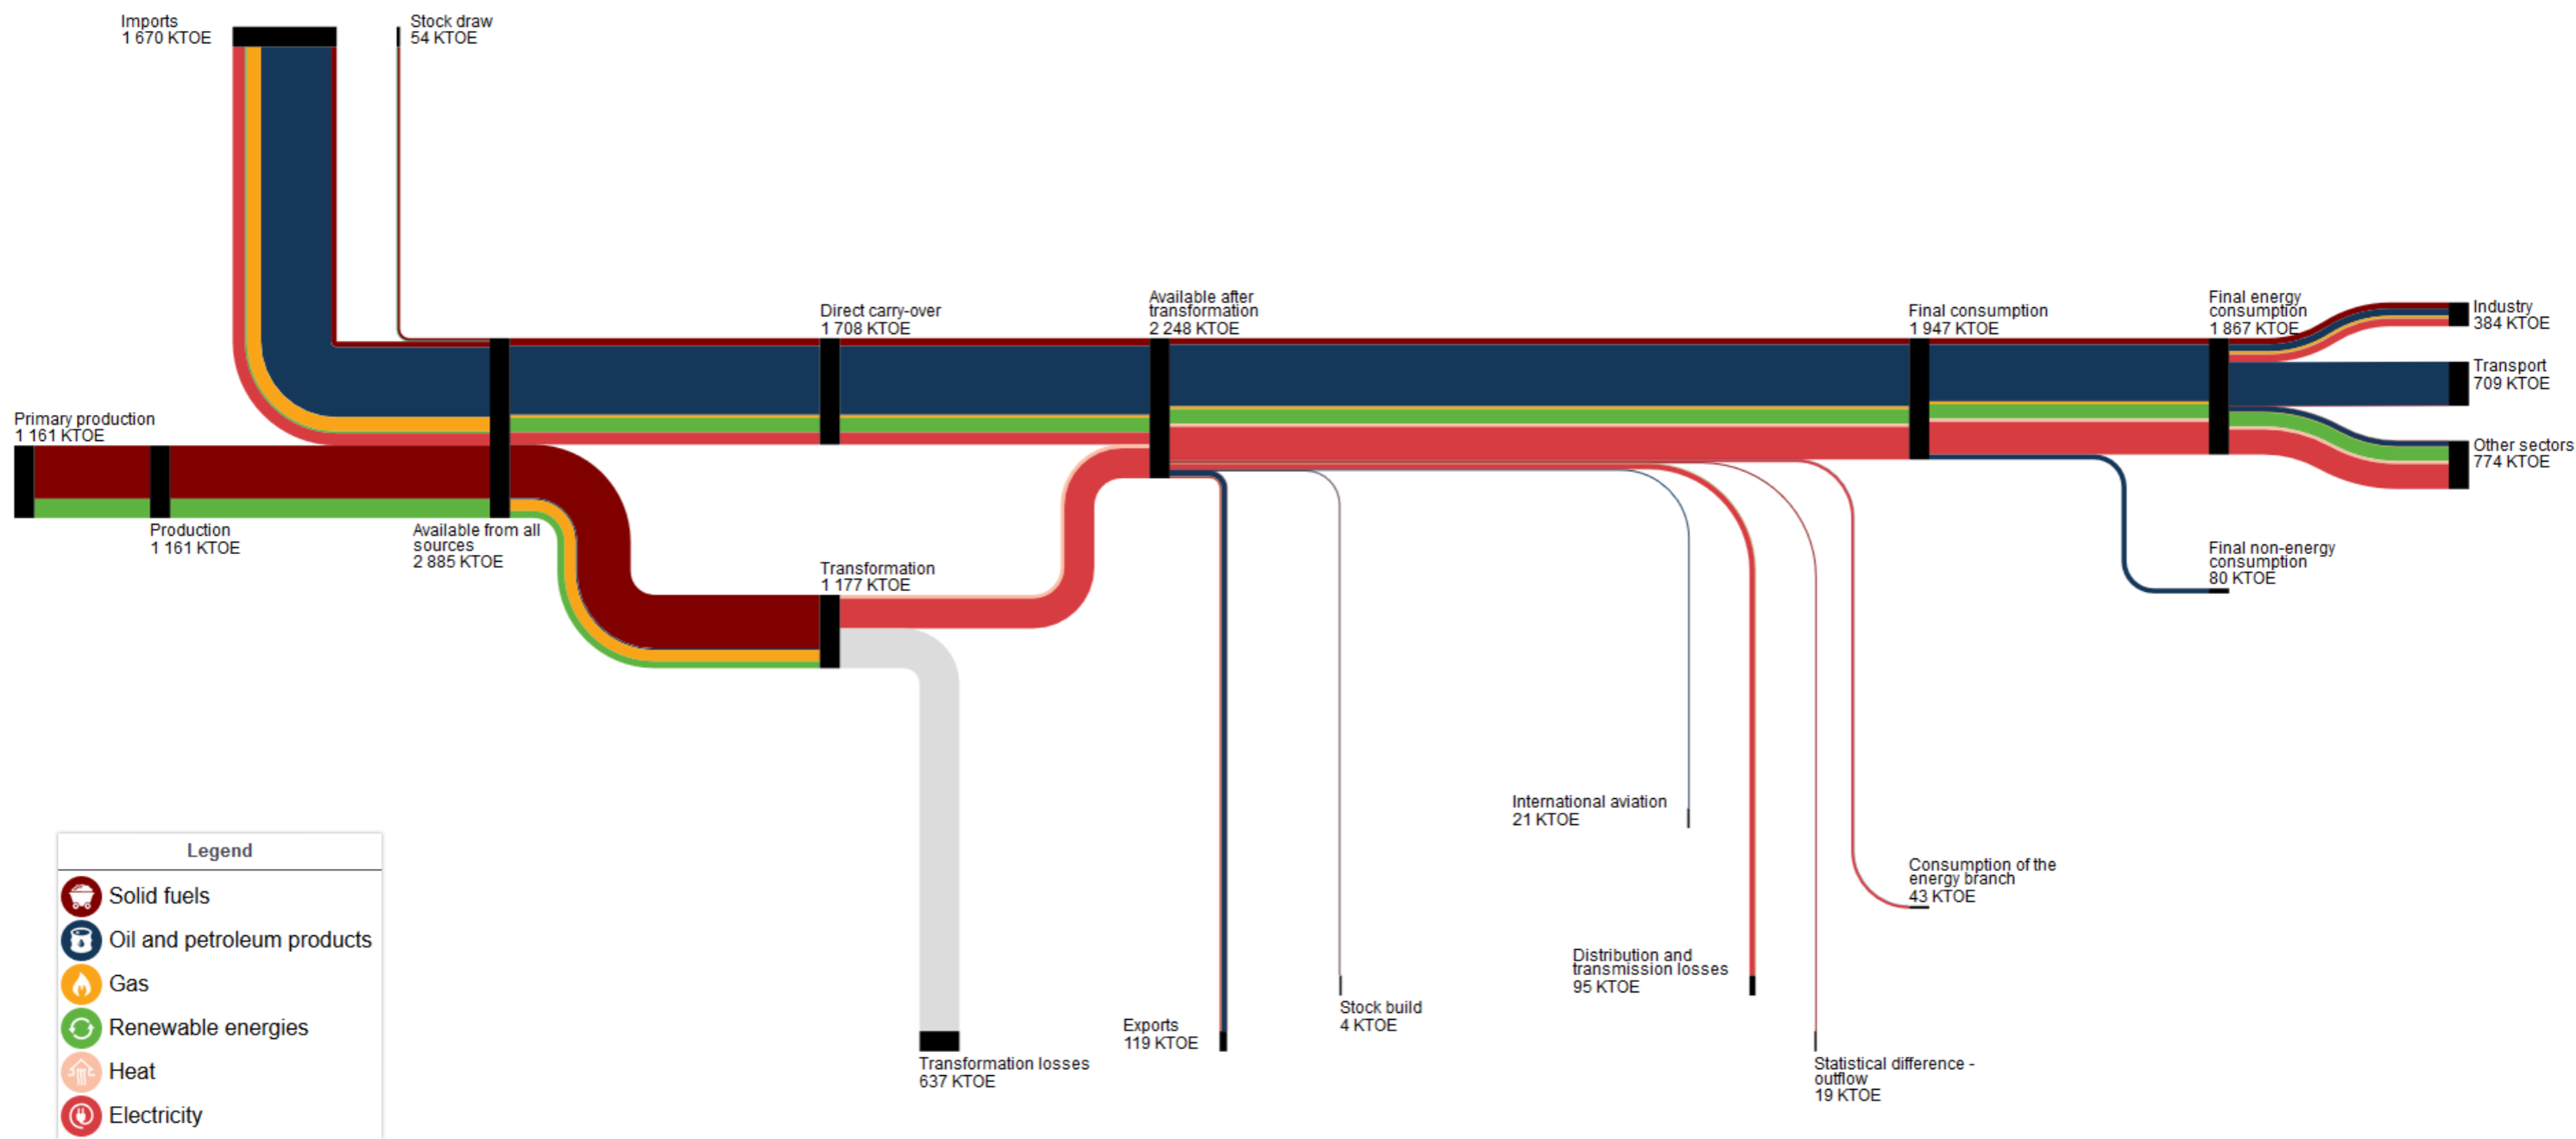 Imports
1 670 KTOE
Stock draw
54 KTOE
Primary production
1 161 KTOE
Production
1 161 KTOE
Available from all
sources
2 885 KTOE
Direct carry-over
1 708 KTOE
Transformation
1 177 KTOE
Transformation losses
637 KTOE
Available after
transformation
2 248 KTOE
Exports
119 KTOE
Stock build
4 KTOE
International aviation
21 KTOE
Distribution and
transmission losses
95 KTOE
Statistical difference -
outflow
19 KTOE
Consumption of the
energy branch
43 KTOE
Final consumption
1 947 KTOE
Final non-energy
consumption
80 KTOE
Final energy
consumption
1 867 KTOE
Industry
384 KTOE
Transport
709 KTOE
Other sectors
774 KTOE
Legend
Solid fuels
Oil and petroleum products
Gas
Renewable energies
Heat
Electricity